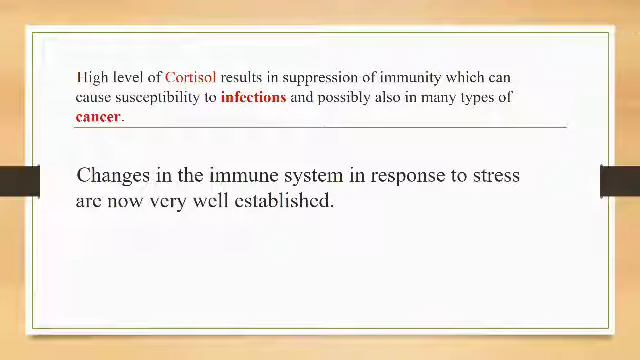 High level of Cortisol results in suppression of immunity which can
cause susceptibility to infections and possibly also in many types of
cancer.
Changes in the immune system in response to stress
are now very well established.